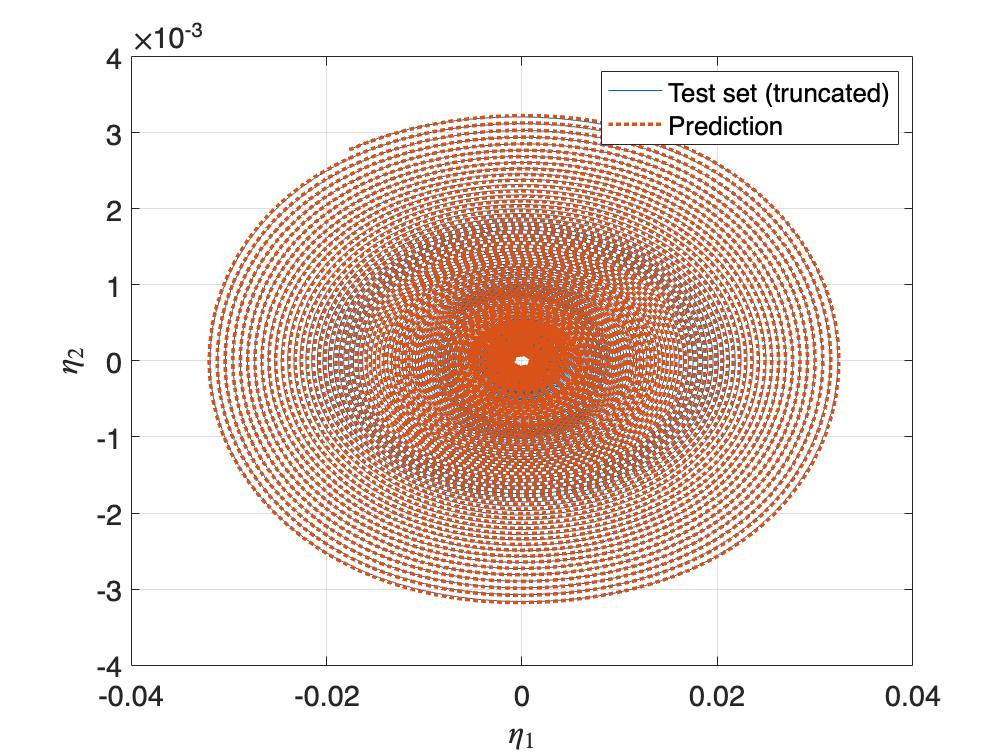 ×10⁻³
4
3
2
1
0
-1
-2
-3
-4
η₂
Test set (truncated)
Prediction
-0.04 -0.02 0 0.02 0.04
η₁